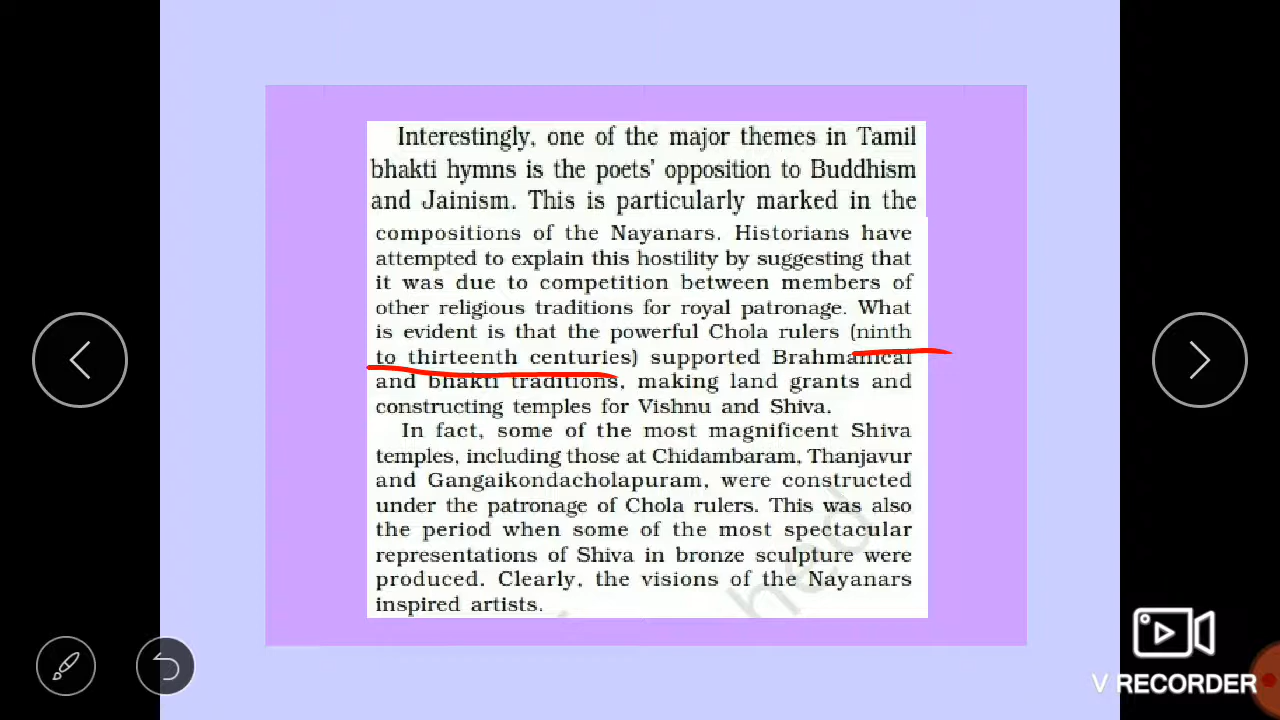 Interestingly, one of the major themes in Tamil
bhakti hymns is the poets' opposition to Buddhism
and Jainism. This is particularly marked in the
compositions of the Nayanars. Historians have
attempted to explain this hostility by suggesting that
it was due to competition between members of
other religious traditions for royal patronage. What
is evident is that the powerful Chola rulers (ninth
to thirteenth centuries) supported Brahmanical
and bhakti traditions, making land grants and
constructing temples for Vishnu and Shiva.
In fact, some of the most magnificent Shiva
temples, including those at Chidambaram, Thanjavur
and Gangaikondacholapuram, were constructed
under the patronage of Chola rulers. This was also
the period when some of the most spectacular
representations of Shiva in bronze sculpture were
produced. Clearly, the visions of the Nayanars
inspired artists.
V RECORDER